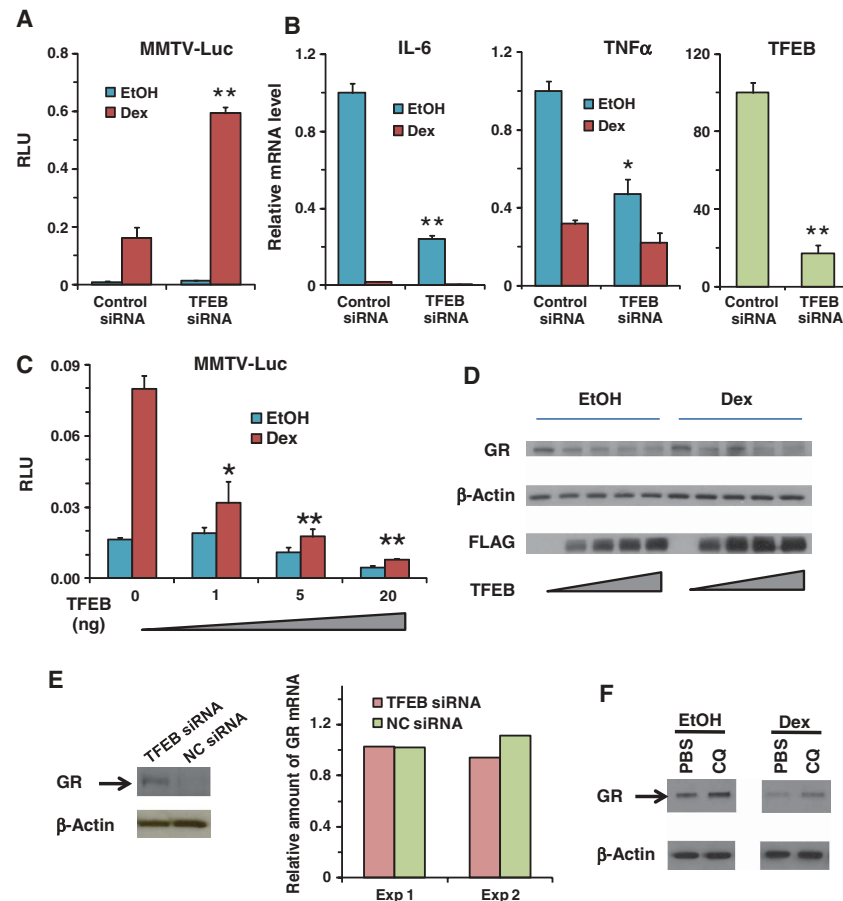 A
MMTV-Luc
RLU
0.8
0.6
0.4
0.2
0
EtOH
Dex
**
Control siRNA
TFEB siRNA
B
IL-6
Relative mRNA level
1.2
0.8
0.4
0
EtOH
Dex
**
Control siRNA
TFEB siRNA
TNFα
1.2
0.8
0.4
0
EtOH
Dex
*
Control siRNA
TFEB siRNA
TFEB
120
80
40
0
**
Control siRNA
TFEB siRNA
C
MMTV-Luc
RLU
0.09
0.06
0.03
0.00
EtOH
Dex
*
**
**
TFEB (ng)
0 1 5 20
D
EtOH Dex
GR
β-Actin
FLAG
TFEB
E
TFEB siRNA
NC siRNA
GR
β-Actin
Relative amount of GR mRNA
1.2
0.8
0.4
0
TFEB siRNA
NC siRNA
Exp 1 Exp 2
F
EtOH Dex
PBS CQ PBS CQ
GR
β-Actin